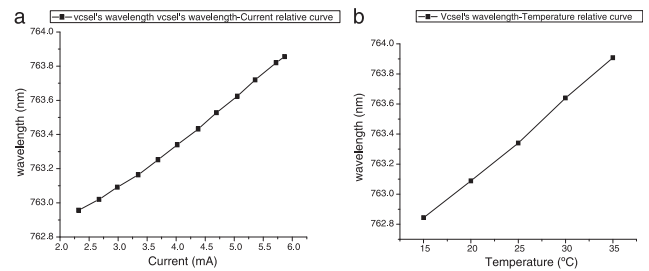 a
vcsel's wavelength vcsel's wavelength-Current relative curve
764.0
763.8
763.6
763.4
763.2
763.0
762.8
wavelength (nm)
2.0 2.5 3.0 3.5 4.0 4.5 5.0 5.5 6.0
Current (mA)
b
Vcsel's wavelength-Temperature relative curve
764.0
763.8
763.6
763.4
763.2
763.0
762.8
wavelength (nm)
15 20 25 30 35
Temperature (ºC)